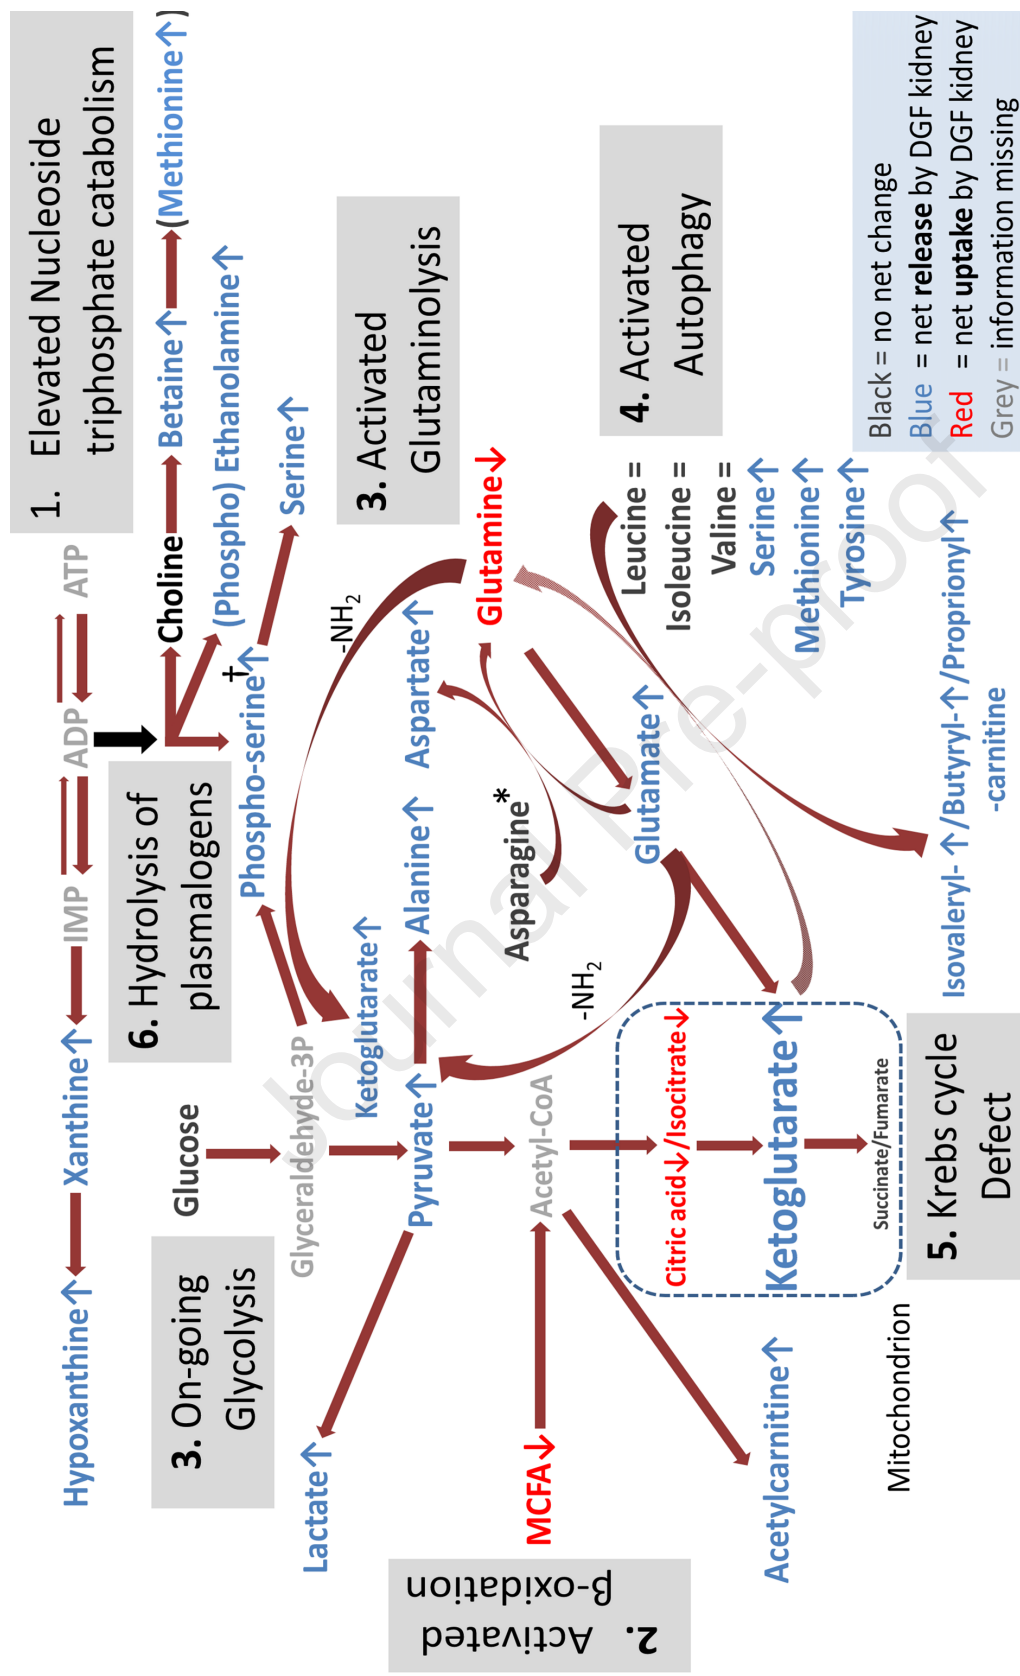 1. Elevated Nucleoside
triphosphate catabolism
Hypoxanthine↑
Xanthine↑
IMP
ADP
ATP
6. Hydrolysis of
plasmalogens
Choline
Betaine↑
(Methionine↑)
(Phospho) Ethanolamine↑
Phospho-serine↑†
Serine↑
3. On-going
Glycolysis
Glucose
Glyceraldehyde-3P
Lactate↑
Pyruvate↑
Ketoglutarate↑
Alanine↑
Aspartate↑
-NH2
3. Activated
Glutaminolysis
Glutamine↓
Asparagine*
Glutamate↑
-NH2
2. Activated
β-oxidation
MCFA↓
Acetyl-CoA
Acetylcarnitine↑
Citric acid↓/Isocitrate↓
Ketoglutarate↑
Succinate/Fumarate
Mitochondrion
5. Krebs cycle
Defect
4. Activated
Autophagy
Leucine =
Isoleucine =
Valine =
Serine↑
Methionine↑
Tyrosine↑
Isovaleryl-↑/Butyryl-↑/Proprionyl↑
-carnitine
Black = no net change
Blue = net release by DGF kidney
Red = net uptake by DGF kidney
Grey = information missing
Journal Pre-proof